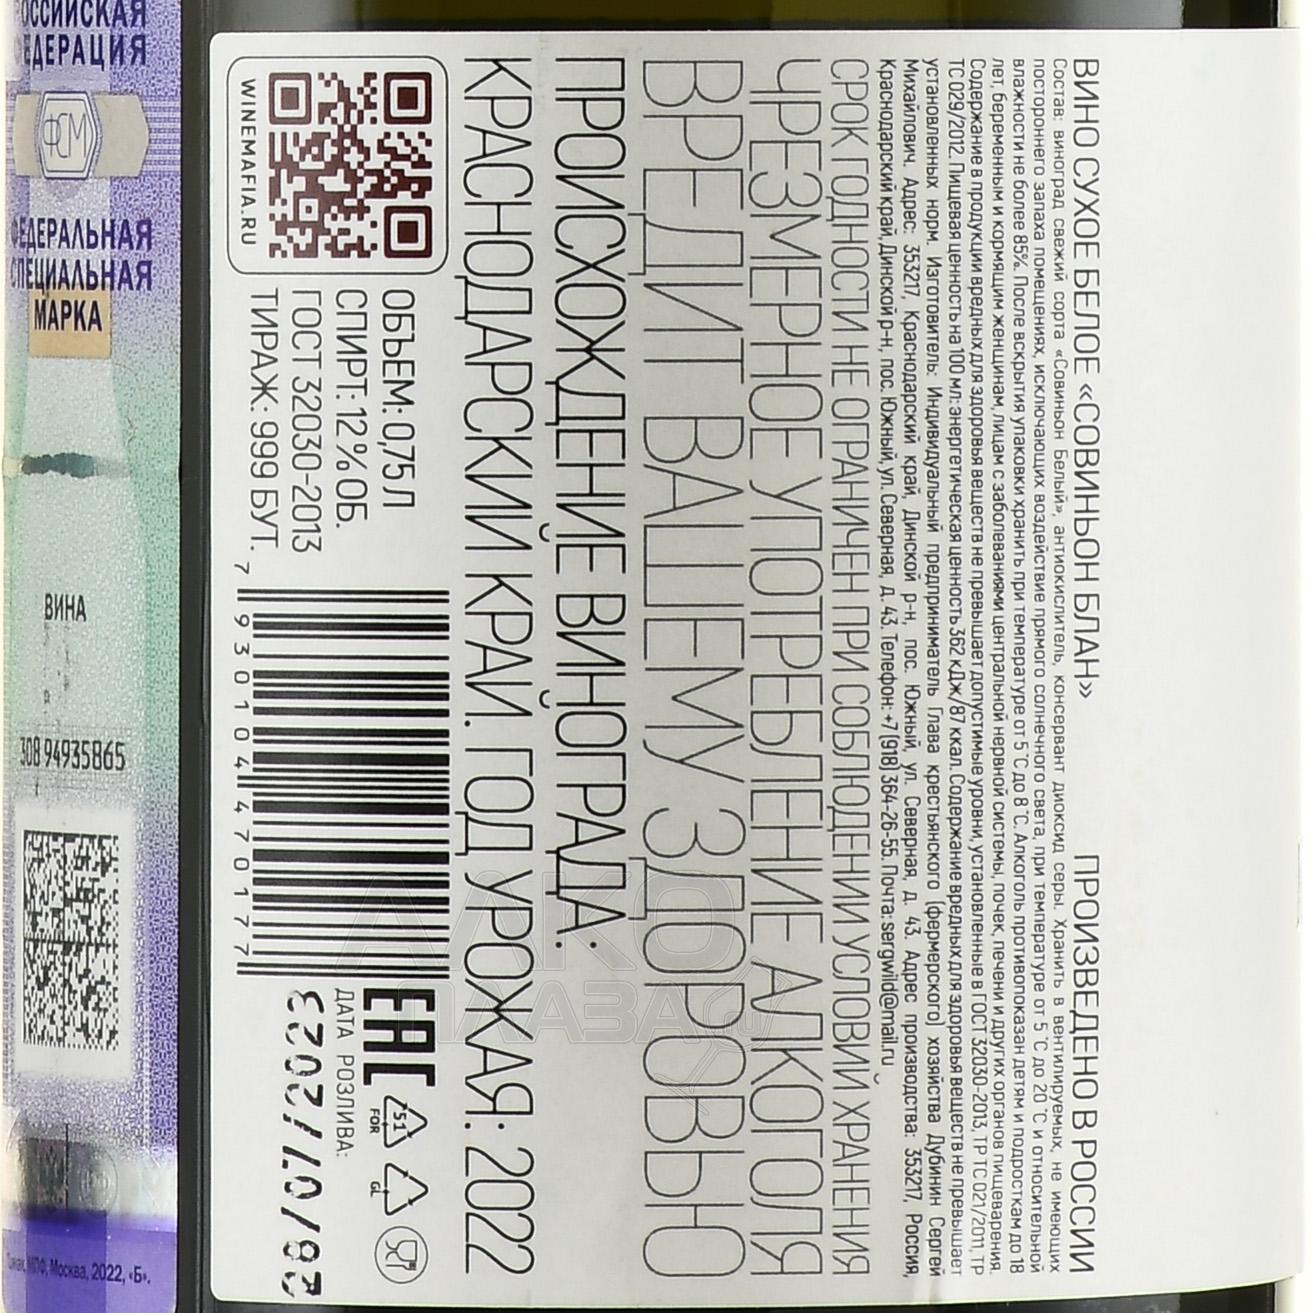 РОССИЙСКАЯ
ФЕДЕРАЦИЯ
ФСМ
ФЕДЕРАЛЬНАЯ
СПЕЦИАЛЬНАЯ
МАРКА
ВИНА
308 94935865
Москва, 2022, «Б».
ВИНО СУХОЕ БЕЛОЕ «СОВИНЬОН БЛАН» ПРОИЗВЕДЕНО В РОССИИ
Состав: виноград свежий сорта «Совиньон Белый», антиокислитель, консервант диоксид серы. Хранить в вентилируемых, не имеющих
постороннего запаха помещениях, исключающих воздействие прямого солнечного света, при температуре от 5 °С до 20 °С и относительной
влажности не более 85%. После вскрытия упаковки хранить при температуре от 5 °С до 8 °С. Алкоголь противопоказан детям и подросткам до 18
лет, беременным и кормящим женщинам, лицам с заболеваниями центральной нервной системы, почек, печени и других органов пищеварения.
Содержание в продукции вредных для здоровья веществ не превышает допустимые уровни, установленные в ГОСТ 32030-2013, ТР ТС 021/2011, ТР
ТС 029/2012. Пищевая ценность на 100 мл: энергетическая ценность 362 кДж/87 ккал. Содержание вредных для здоровья веществ не превышает
установленных норм. Изготовитель: Индивидуальный предприниматель Глава крестьянского (фермерского) хозяйства Дубинин Сергей
Михайлович. Адрес: 353217, Краснодарский край, Динской р-н, пос. Южный, ул. Северная, д. 43. Адрес производства: 353217, Россия,
Краснодарский край, Динской р-н, пос. Южный, ул. Северная, д. 43. Телефон: +7 (918) 364-26-55. Почта: sergwild@mail.ru
СРОК ГОДНОСТИ НЕ ОГРАНИЧЕН ПРИ СОБЛЮДЕНИИ УСЛОВИЙ ХРАНЕНИЯ
ЧРЕЗМЕРНОЕ УПОТРЕБЛЕНИЕ АЛКОГОЛЯ
ВРЕДИТ ВАШЕМУ ЗДОРОВЬЮ
ПРОИСХОЖДЕНИЕ ВИНОГРАДА:
КРАСНОДАРСКИЙ КРАЙ. ГОД УРОЖАЯ: 2022
WINEMAFIA.RU
ОБЪЕМ: 0,75 Л
СПИРТ: 12 % ОБ.
ГОСТ 32030-2013
ТИРАЖ: 999 БУТ.
7 930104 470177
EAC
51
FOR
GL
ДАТА РОЗЛИВА:
АЛКО
ПЛАЗА